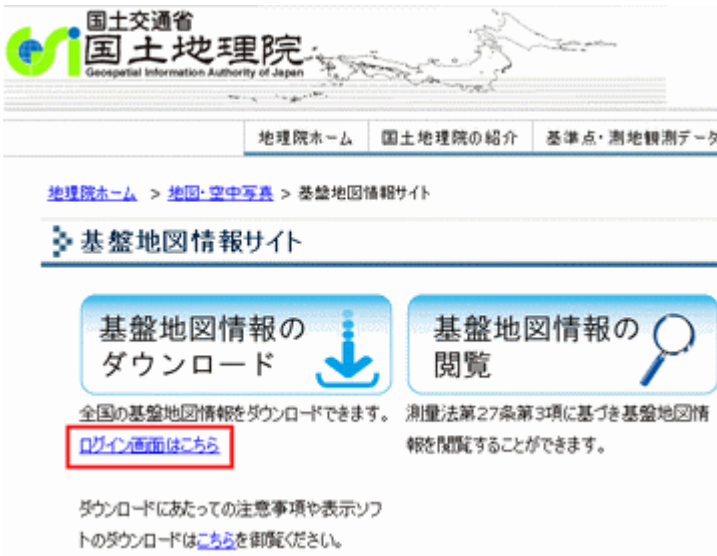 国土交通省
国土地理院
Geospatial Information Authority of Japan
地理院ホーム 国土地理院の紹介 基準点・測地観測データ
地理院ホーム > 地図・空中写真 > 基盤地図情報サイト
基盤地図情報サイト
基盤地図情報の
ダウンロード
基盤地図情報の
閲覧
全国の基盤地図情報をダウンロードできます。
ログイン画面はこちら
測量法第27条第3項に基づき基盤地図情
報を閲覧することができます。
ダウンロードにあたっての注意事項や表示ソフ
トのダウンロードはこちらを御覧ください。